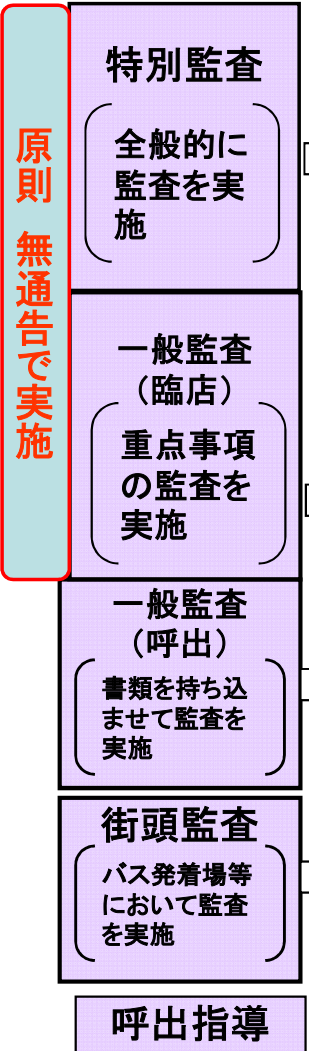 原則　無通告で実施
特別監査
全般的に
監査を実
施
一般監査
（臨店）
重点事項
の監査を
実施
一般監査
（呼出）
書類を持ち込
ませて監査を
実施
街頭監査
バス発着場等
において監査
を実施
呼出指導